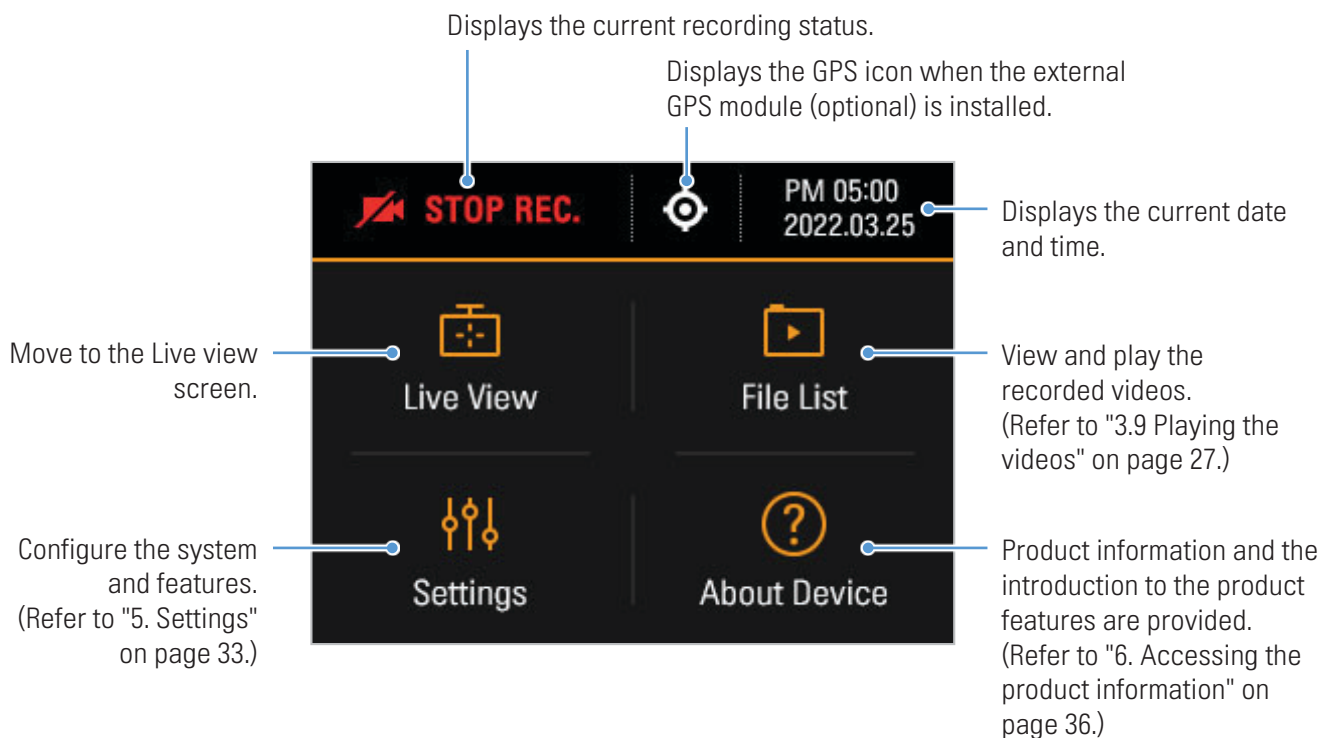 Displays the current recording status.
Displays the GPS icon when the external
GPS module (optional) is installed.
STOP REC.
PM 05:00
2022.03.25
Displays the current date
and time.
Move to the Live view
screen.
Live View
File List
View and play the
recorded videos.
(Refer to "3.9 Playing the
videos" on page 27.)
Configure the system
and features.
(Refer to "5. Settings"
on page 33.)
Settings
?
About Device
Product information and the
introduction to the product
features are provided.
(Refer to "6. Accessing the
product information" on
page 36.)